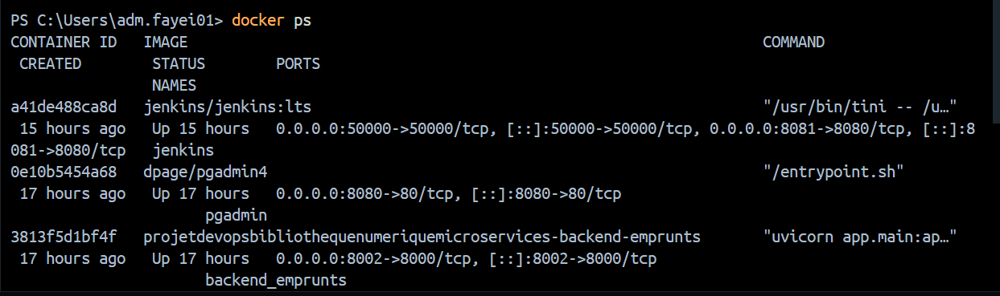 PS C:\Users\adm.fayei01> docker ps
CONTAINER ID   IMAGE                                                                 COMMAND
 CREATED        STATUS        PORTS
                NAMES
a41de488ca8d   jenkins/jenkins:lts                                                   "/usr/bin/tini -- /u…"
 15 hours ago   Up 15 hours   0.0.0.0:50000->50000/tcp, [::]:50000->50000/tcp, 0.0.0.0:8081->8080/tcp, [::]:8
081->8080/tcp   jenkins
0e10b5454a68   dpage/pgadmin4                                                        "/entrypoint.sh"
 17 hours ago   Up 17 hours   0.0.0.0:8080->80/tcp, [::]:8080->80/tcp
                      pgadmin
3813f5d1bf4f   projetdevopsbibliothequenumeriquemicroservices-backend-emprunts       "uvicorn app.main:ap…"
 17 hours ago   Up 17 hours   0.0.0.0:8002->8000/tcp, [::]:8002->8000/tcp
                      backend_emprunts